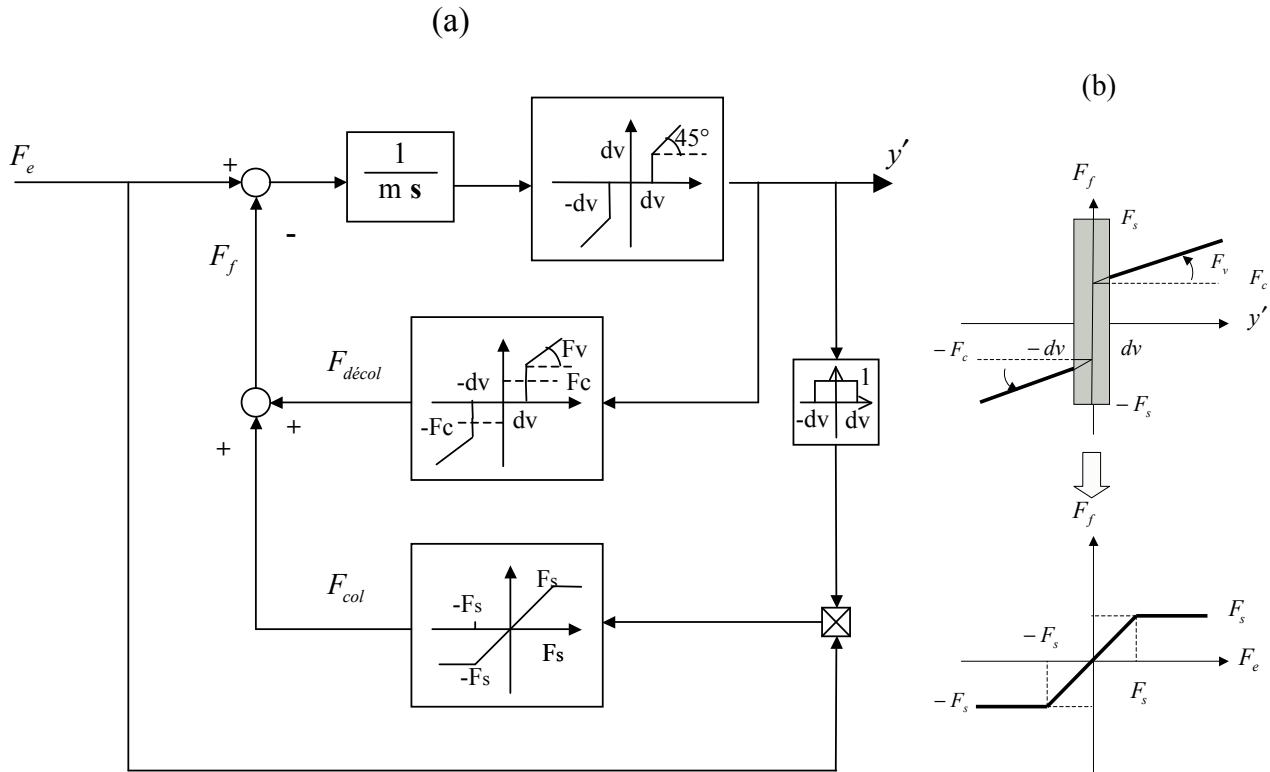 (a)
(b)
F_e
+
-
1
m s
dv
45°
-dv
dv
y'
F_f
F_décol
Fv
-dv
Fc
-Fc
dv
+
+
1
-dv
dv
F_col
Fs
-Fs
Fs
-Fs
F_f
F_s
F_v
F_c
y'
- F_c
- dv
dv
- F_s
F_f
F_s
- F_s
F_e
F_s
- F_s